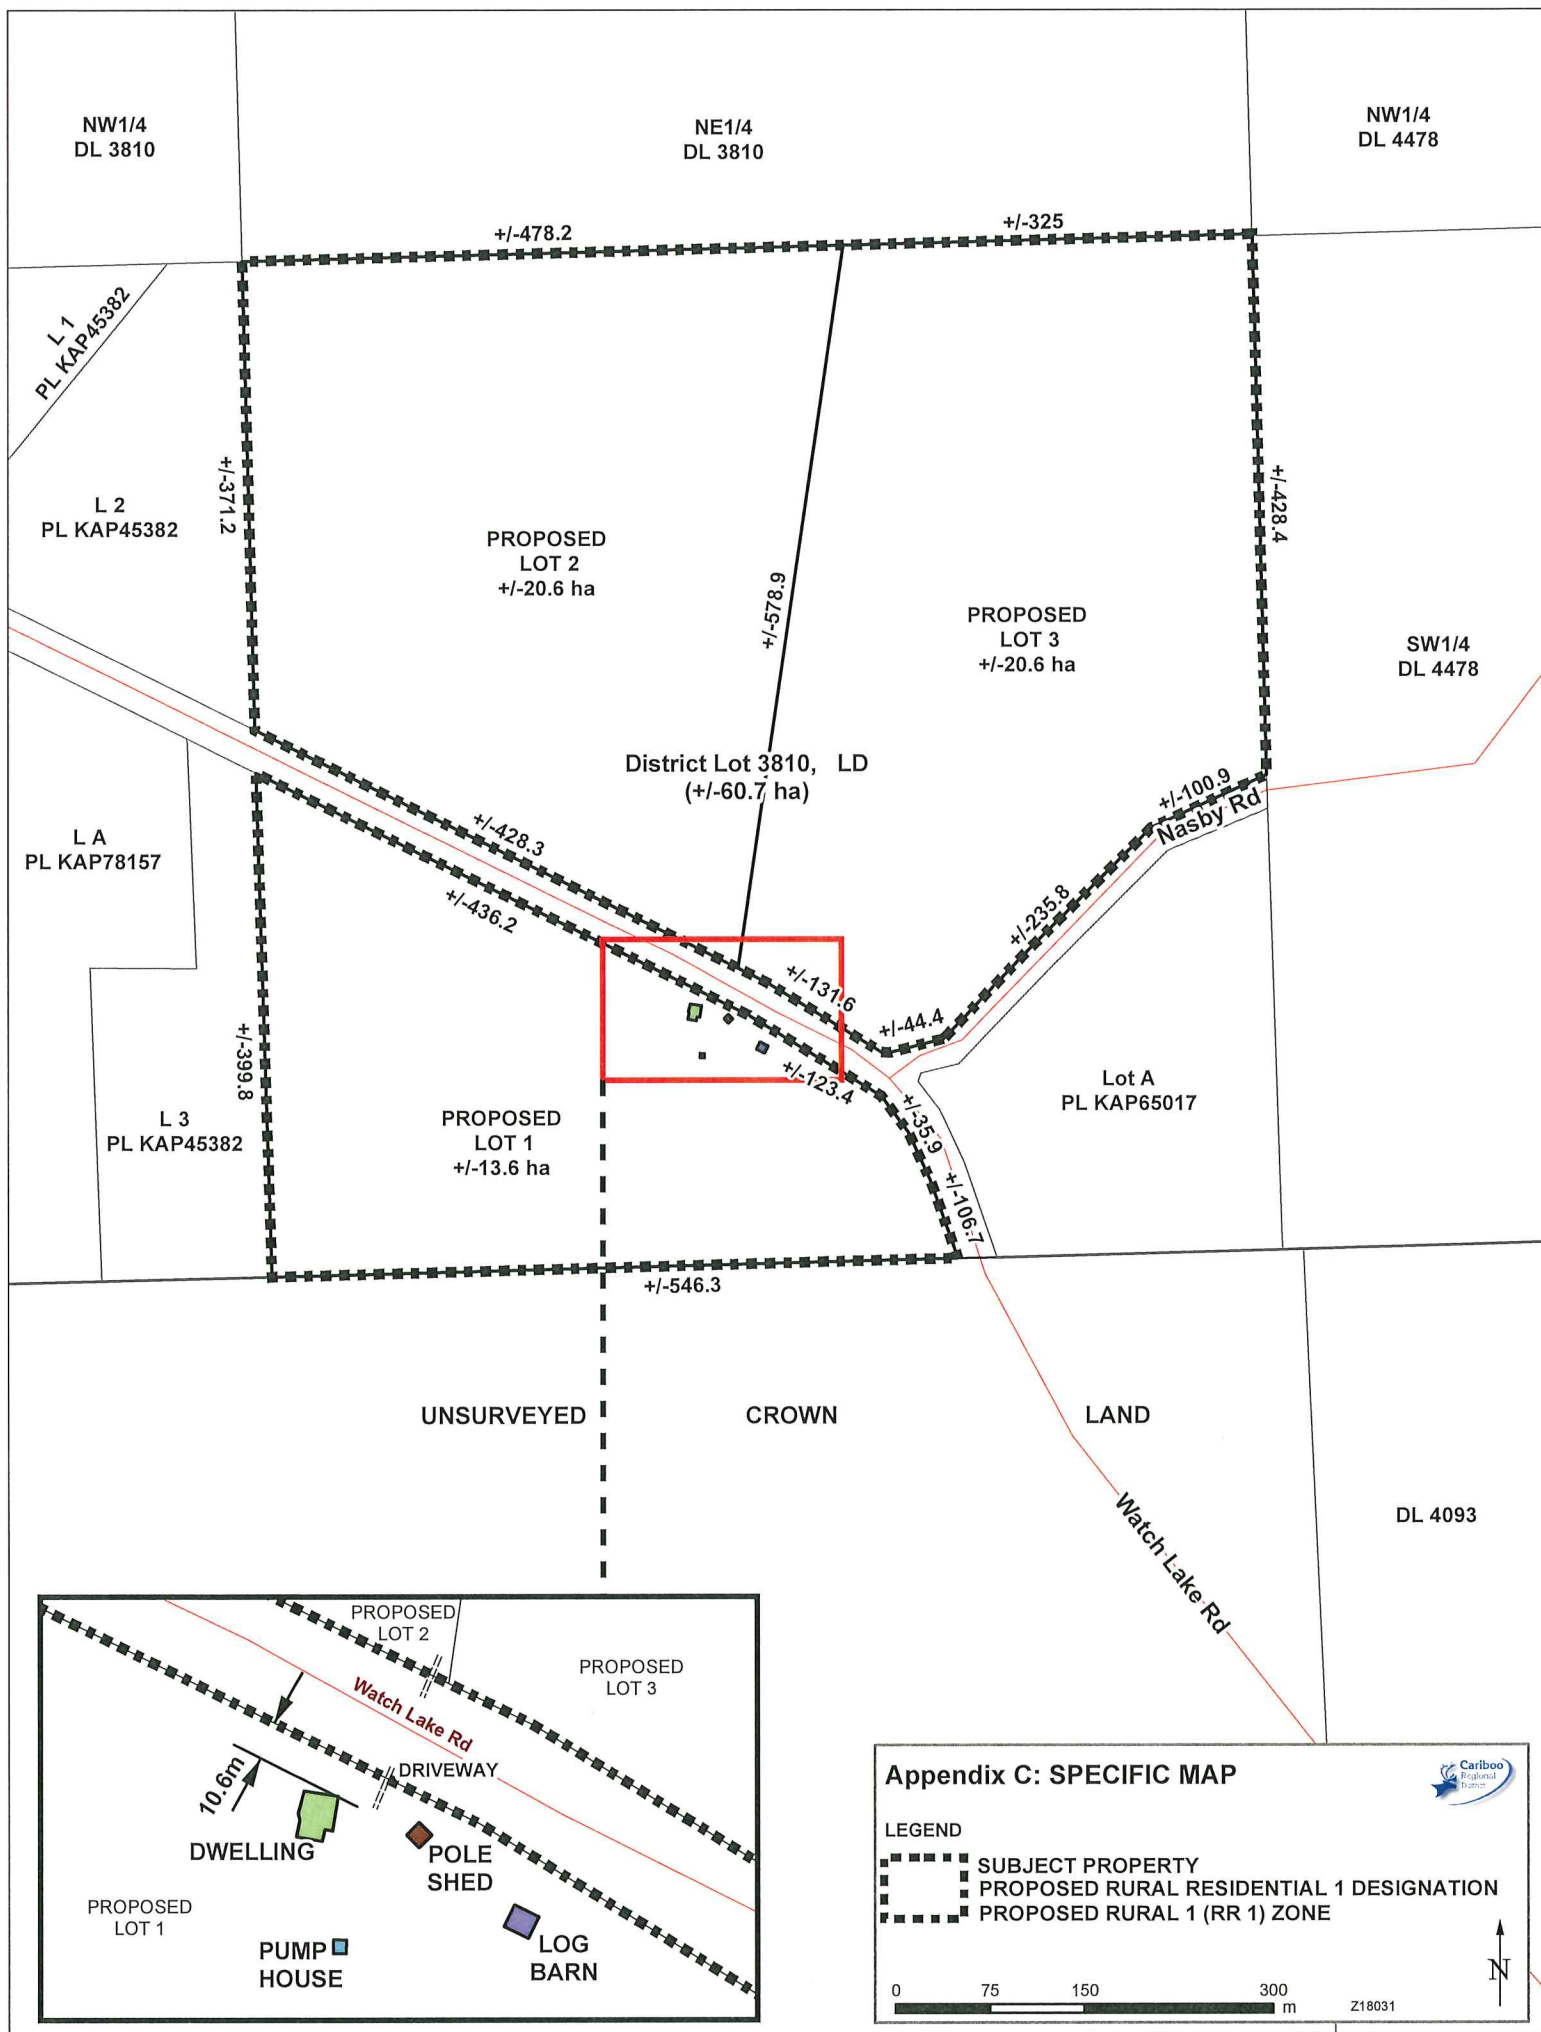 NW1/4
DL 3810
NE1/4
DL 3810
NW1/4
DL 4478
+/-478.2
+/-325
L 1
PL KAP45382
+/-371.2
L 2
PL KAP45382
+/-428.4
PROPOSED
LOT 2
+/-20.6 ha
+/-578.9
PROPOSED
LOT 3
+/-20.6 ha
SW1/4
DL 4478
District Lot 3810, LD
(+/-60.7 ha)
+/-100.9
Nasby Rd
+/-428.3
L A
PL KAP78157
+/-436.2
+/-235.8
+/-131.6
+/-44.4
+/-399.8
+/-123.4
Lot A
PL KAP65017
L 3
PL KAP45382
PROPOSED
LOT 1
+/-13.6 ha
+/-35.9
+/-106.7
+/-546.3
UNSURVEYED CROWN LAND
Watch Lake Rd
DL 4093
PROPOSED
LOT 2
PROPOSED
LOT 3
Watch Lake Rd
DRIVEWAY
10.6m
DWELLING
POLE
SHED
PROPOSED
LOT 1
PUMP
HOUSE
LOG
BARN
Appendix C: SPECIFIC MAP
Cariboo
Regional
District
LEGEND
SUBJECT PROPERTY
PROPOSED RURAL RESIDENTIAL 1 DESIGNATION
PROPOSED RURAL 1 (RR 1) ZONE
N
0 75 150 300
m
Z18031